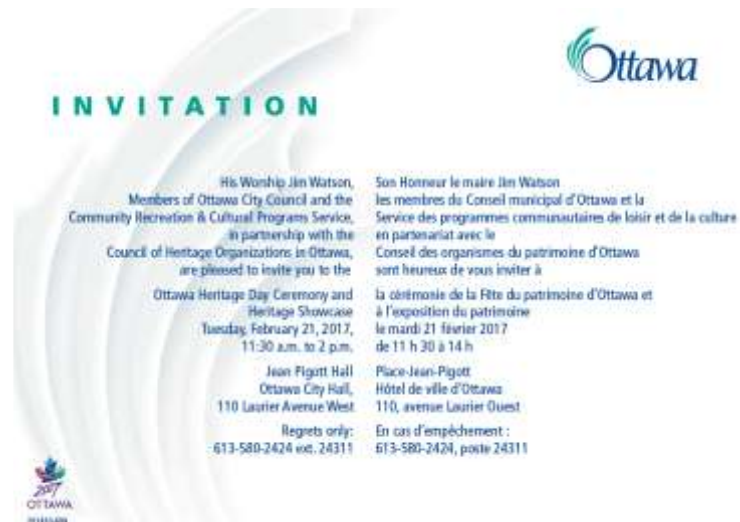 Ottawa
INVITATION
His Worship Jim Watson,
Members of Ottawa City Council and the
Community Recreation & Cultural Programs Service,
in partnership with the
Council of Heritage Organizations in Ottawa,
are pleased to invite you to the
Ottawa Heritage Day Ceremony and
Heritage Showcase
Tuesday, February 21, 2017,
11:30 a.m. to 2 p.m.
Jean Pigott Hall
Ottawa City Hall,
110 Laurier Avenue West
Regrets only:
613-580-2424 ext. 24311
Son Honneur le maire Jim Watson
les membres du Conseil municipal d'Ottawa et la
Service des programmes communautaires de loisir et de la culture
en partenariat avec le
Conseil des organismes du patrimoine d'Ottawa
sont heureux de vous inviter à
la cérémonie de la Fête du patrimoine d'Ottawa et
à l'exposition du patrimoine
le mardi 21 février 2017
de 11 h 30 à 14 h
Place-Jean-Pigott
Hôtel de ville d'Ottawa
110, avenue Laurier Ouest
En cas d'empêchement :
613-580-2424, poste 24311
2017
OTTAWA